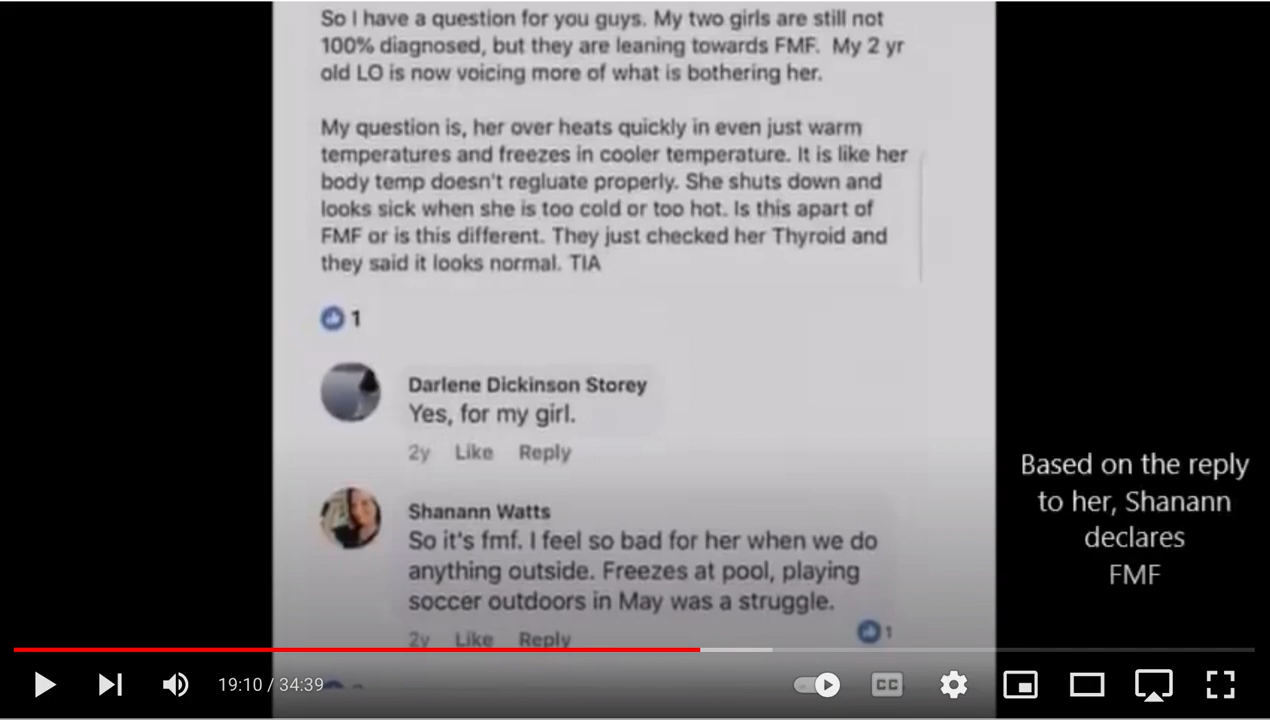 So I have a question for you guys. My two girls are still not
100% diagnosed, but they are leaning towards FMF. My 2 yr
old LO is now voicing more of what is bothering her.
My question is, her over heats quickly in even just warm
temperatures and freezes in cooler temperature. It is like her
body temp doesn't regluate properly. She shuts down and
looks sick when she is too cold or too hot. Is this apart of
FMF or is this different. They just checked her Thyroid and
they said it looks normal. TIA
1
Darlene Dickinson Storey
Yes, for my girl.
2y Like Reply
Shanann Watts
So it's fmf. I feel so bad for her when we do
anything outside. Freezes at pool, playing
soccer outdoors in May was a struggle.
2y Like Reply
1
Based on the reply
to her, Shanann
declares
FMF
19:10 / 34:39
CC